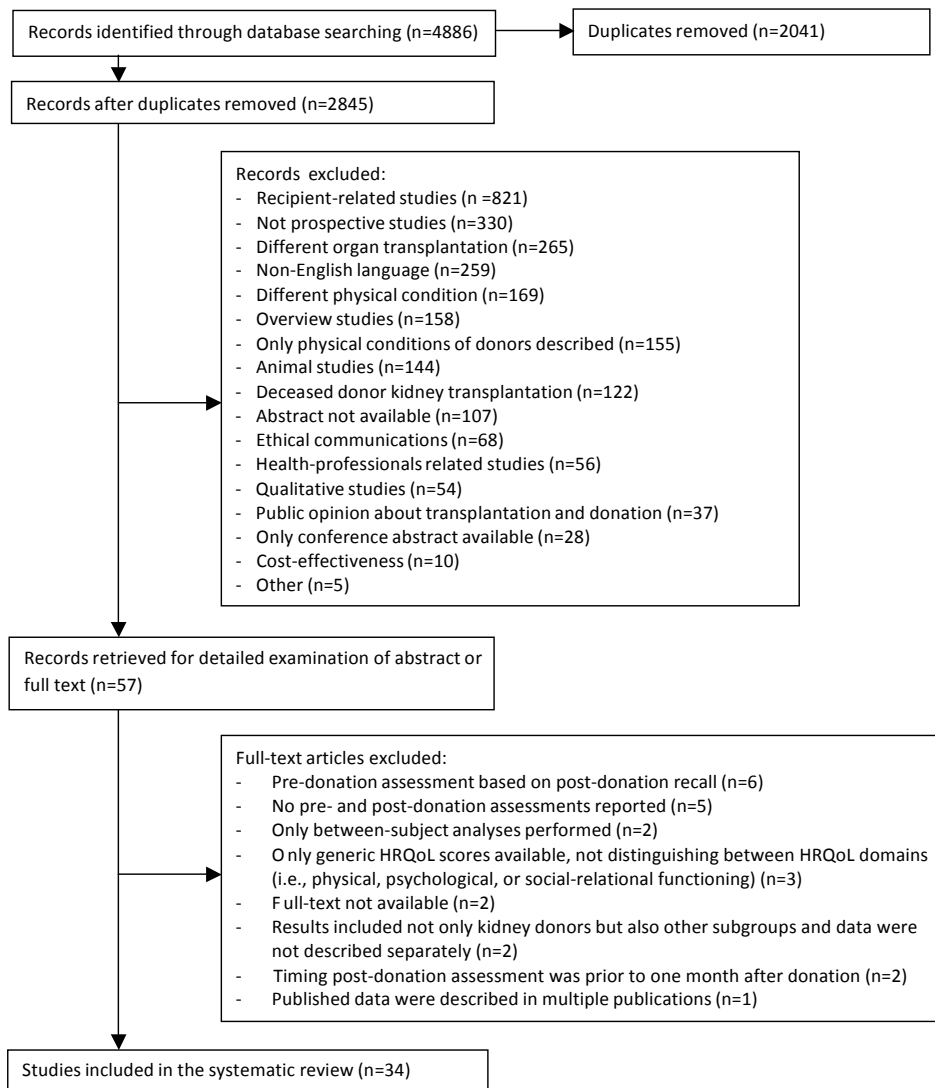 Records identified through database searching (n=4886)
Duplicates removed (n=2041)
Records after duplicates removed (n=2845)
Records excluded:
- Recipient-related studies (n =821)
- Not prospective studies (n=330)
- Different organ transplantation (n=265)
- Non-English language (n=259)
- Different physical condition (n=169)
- Overview studies (n=158)
- Only physical conditions of donors described (n=155)
- Animal studies (n=144)
- Deceased donor kidney transplantation (n=122)
- Abstract not available (n=107)
- Ethical communications (n=68)
- Health-professionals related studies (n=56)
- Qualitative studies (n=54)
- Public opinion about transplantation and donation (n=37)
- Only conference abstract available (n=28)
- Cost-effectiveness (n=10)
- Other (n=5)
Records retrieved for detailed examination of abstract or
full text (n=57)
Full-text articles excluded:
- Pre-donation assessment based on post-donation recall (n=6)
- No pre- and post-donation assessments reported (n=5)
- Only between-subject analyses performed (n=2)
- Only generic HRQoL scores available, not distinguishing between HRQoL domains
(i.e., physical, psychological, or social-relational functioning) (n=3)
- Full-text not available (n=2)
- Results included not only kidney donors but also other subgroups and data were
not described separately (n=2)
- Timing post-donation assessment was prior to one month after donation (n=2)
- Published data were described in multiple publications (n=1)
Studies included in the systematic review (n=34)